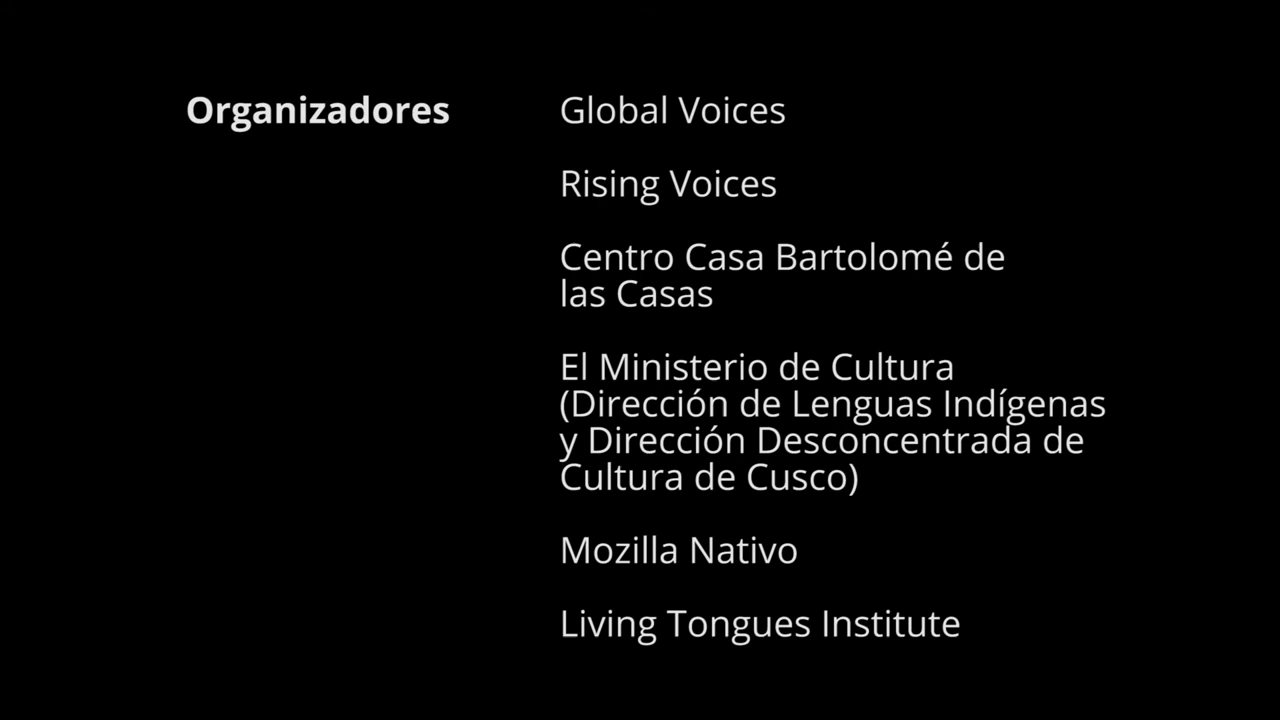 Organizadores
Global Voices
Rising Voices
Centro Casa Bartolomé de
las Casas
El Ministerio de Cultura
(Dirección de Lenguas Indígenas
y Dirección Desconcentrada de
Cultura de Cusco)
Mozilla Nativo
Living Tongues Institute